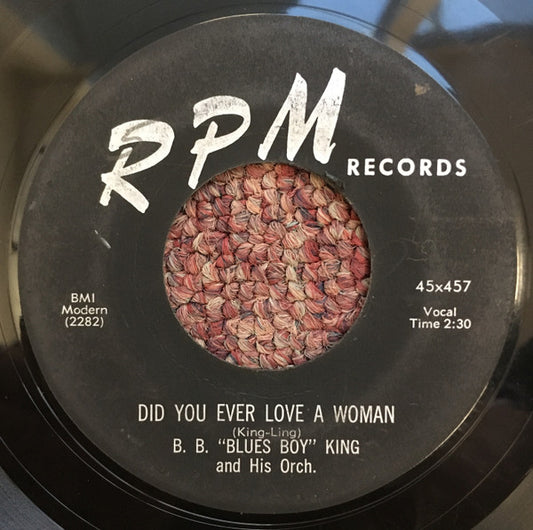 RPM
RECORDS
BMI
Modern
(2282)
45x457
Vocal
Time 2:30
DID YOU EVER LOVE A WOMAN
(King-Ling)
B. B. "BLUES BOY" KING
and His Orch.